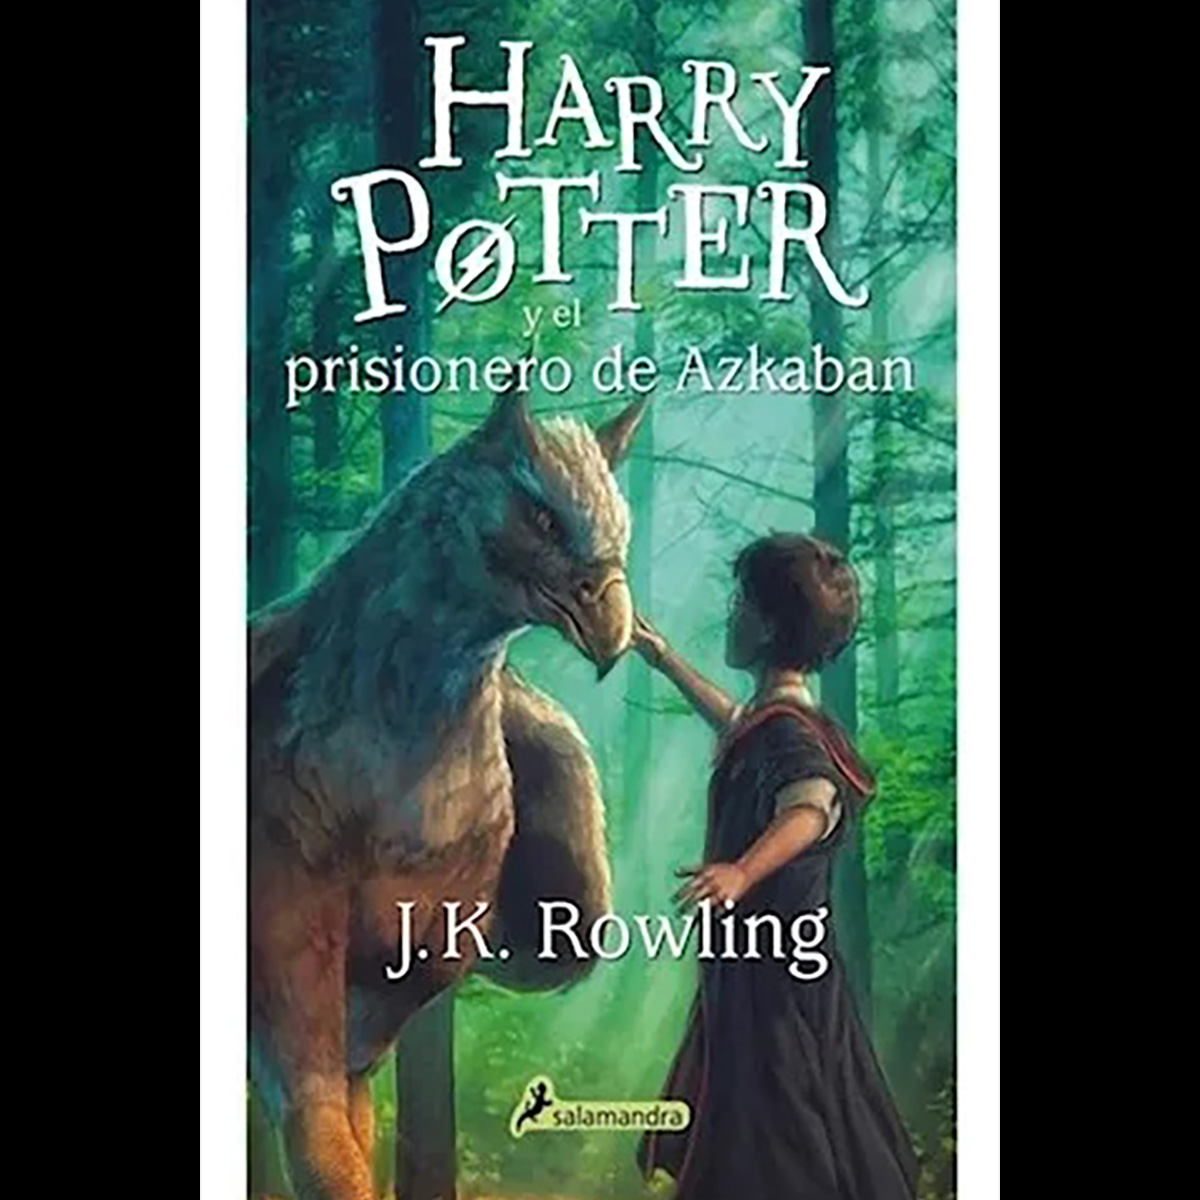 HARRY
POTTER
y el
prisionero de Azkaban
J.K. Rowling
salamandra